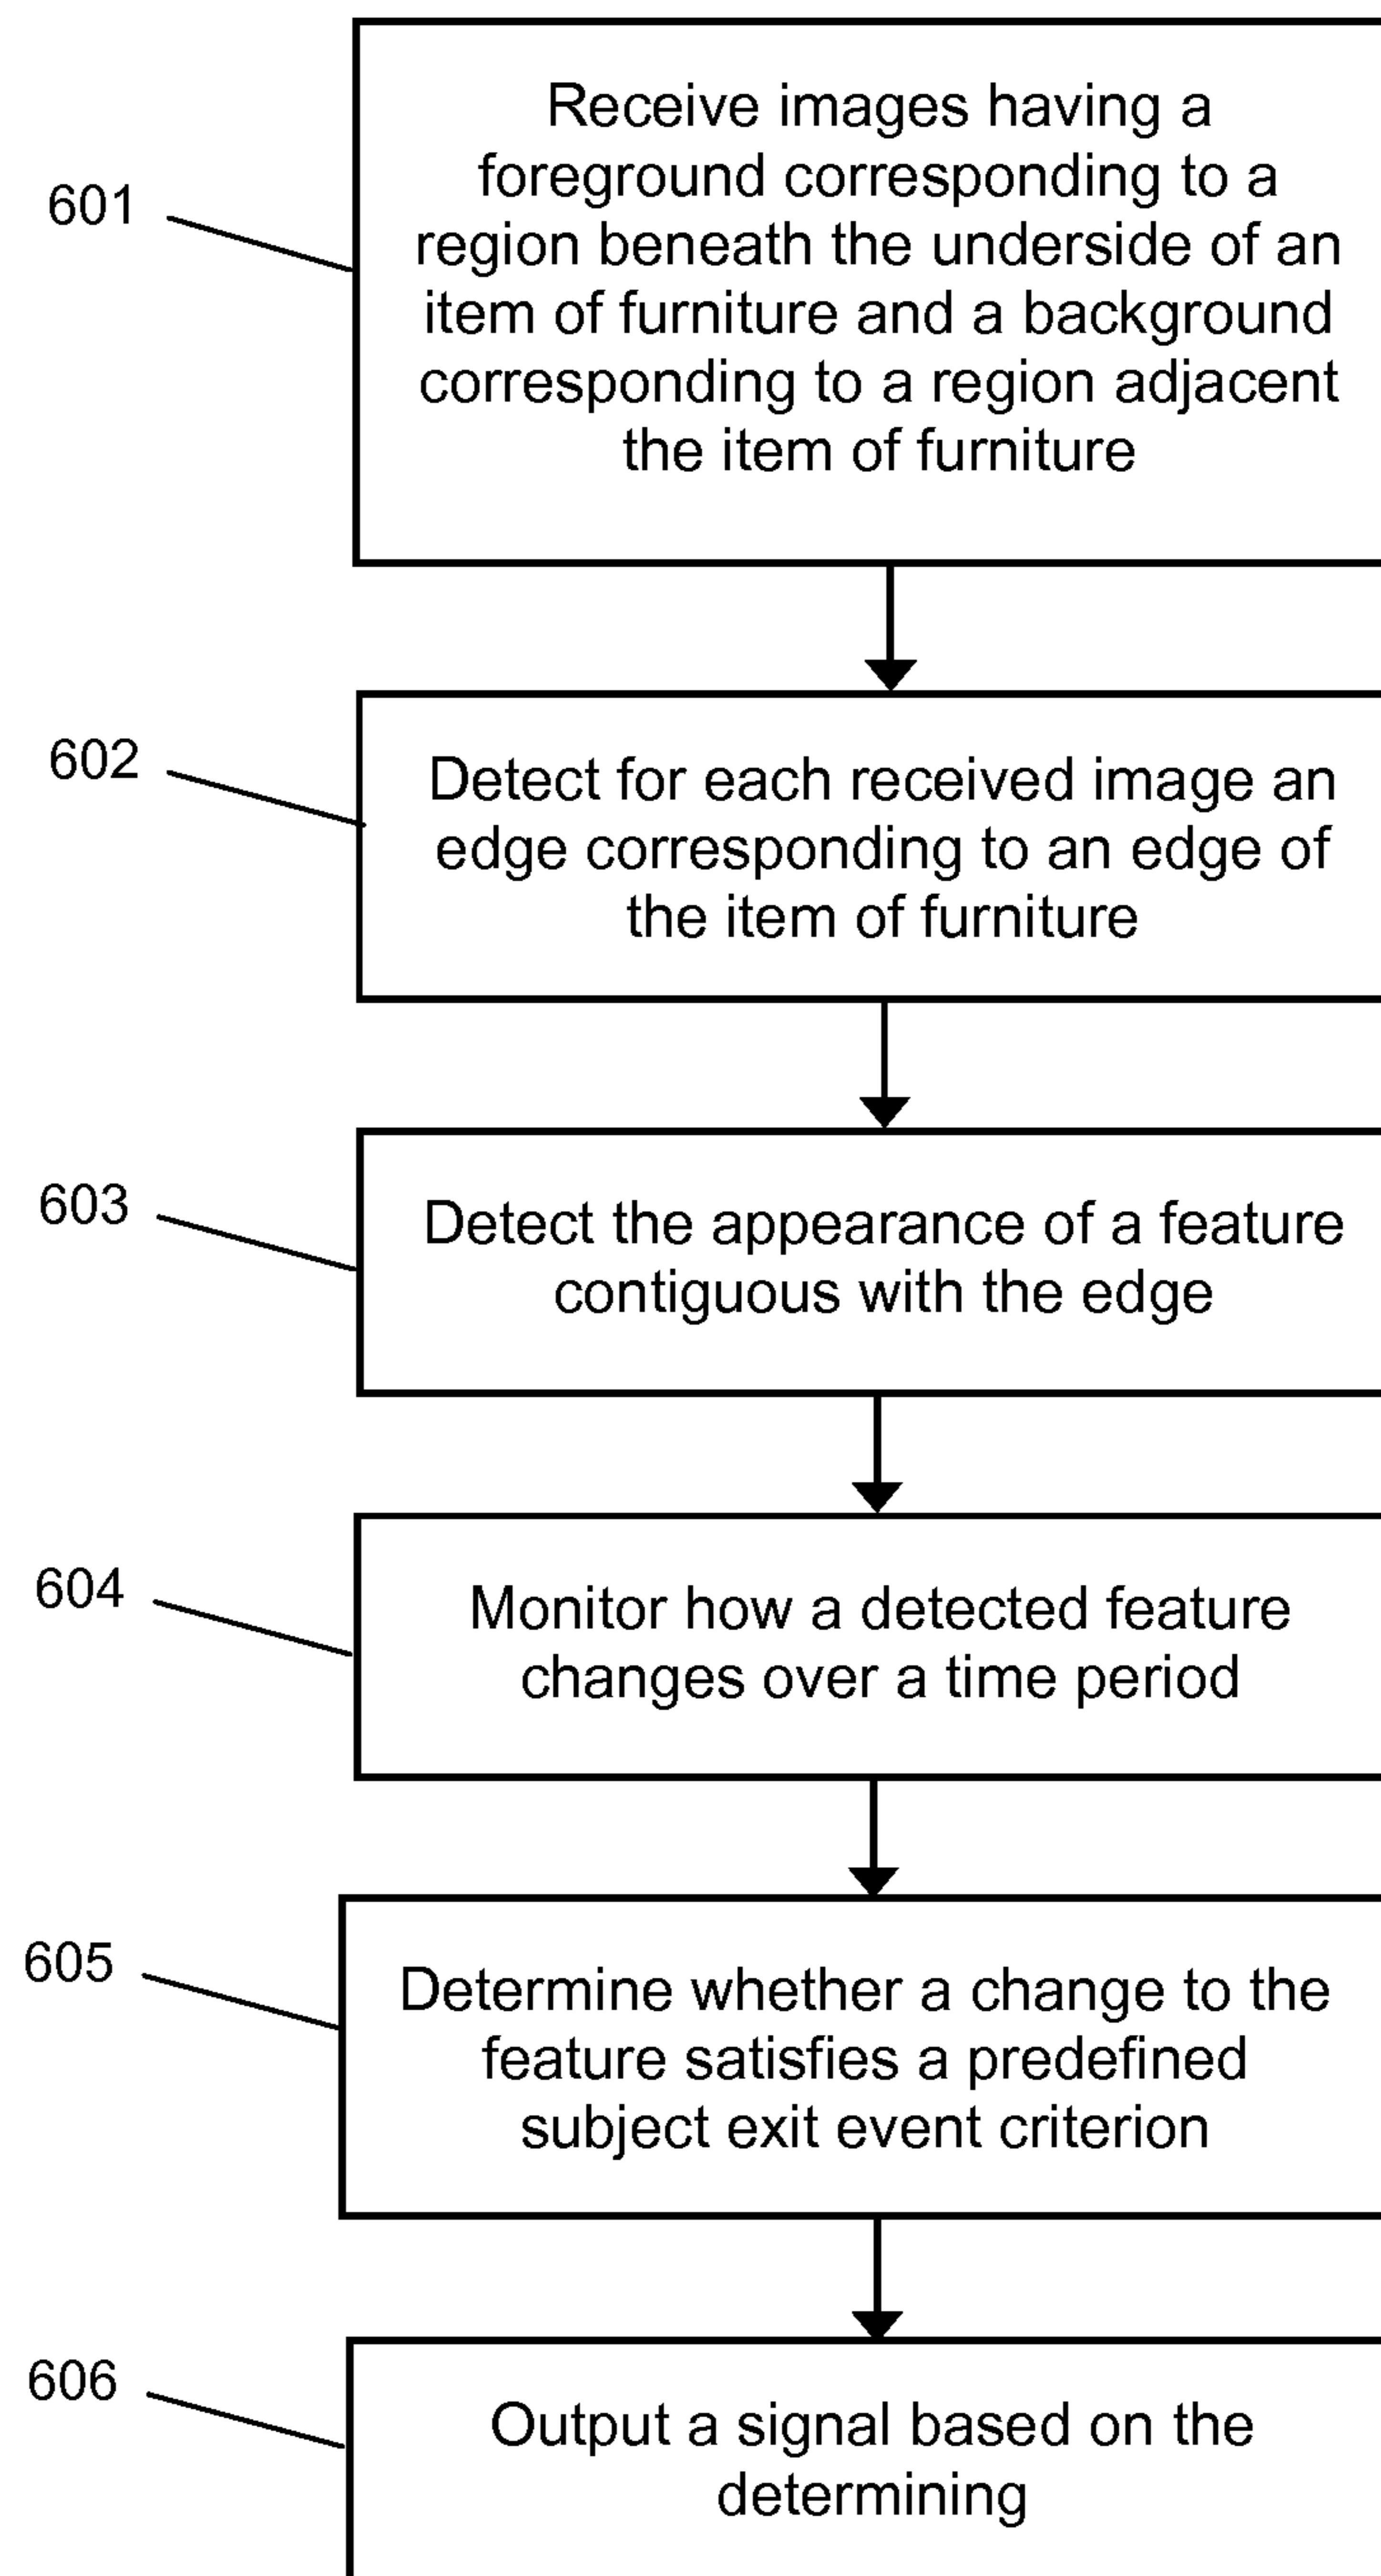 601
Receive images having a
foreground corresponding to a
region beneath the underside of an
item of furniture and a background
corresponding to a region adjacent
the item of furniture
602
Detect for each received image an
edge corresponding to an edge of
the item of furniture
603
Detect the appearance of a feature
contiguous with the edge
604
Monitor how a detected feature
changes over a time period
605
Determine whether a change to the
feature satisfies a predefined
subject exit event criterion
606
Output a signal based on the
determining